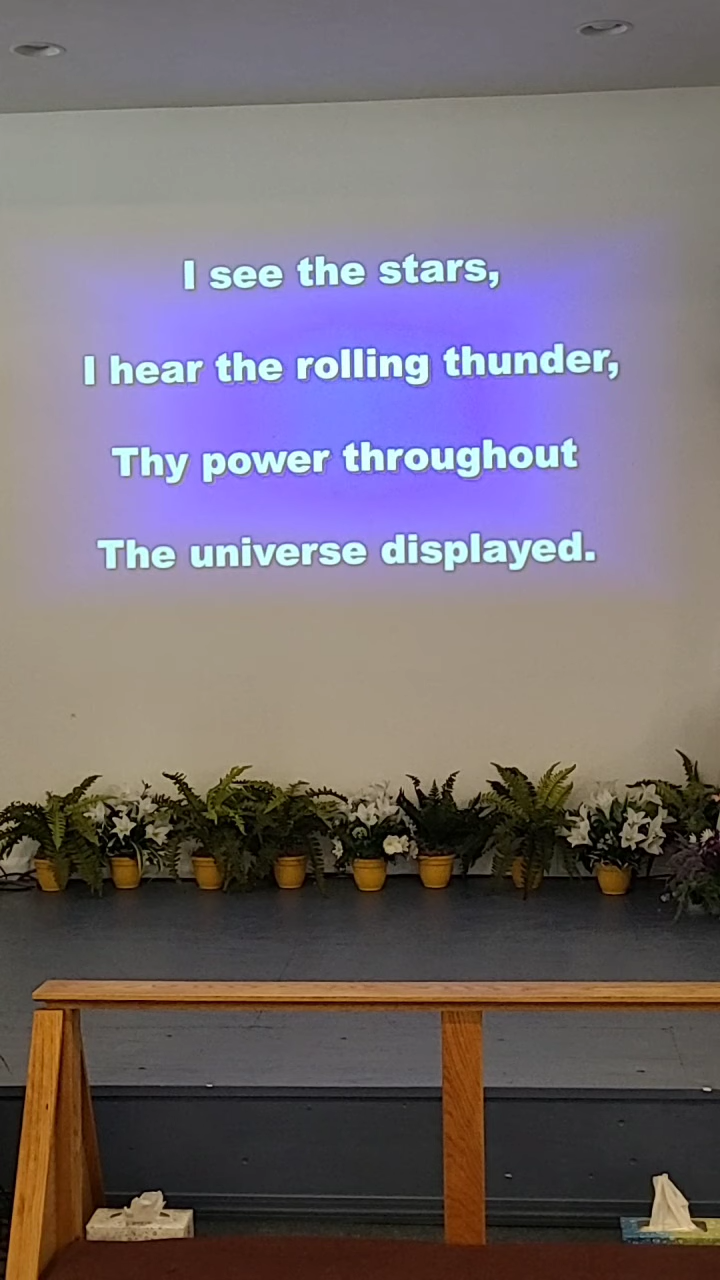 I see the stars,
I hear the rolling thunder,
Thy power throughout
The universe displayed.